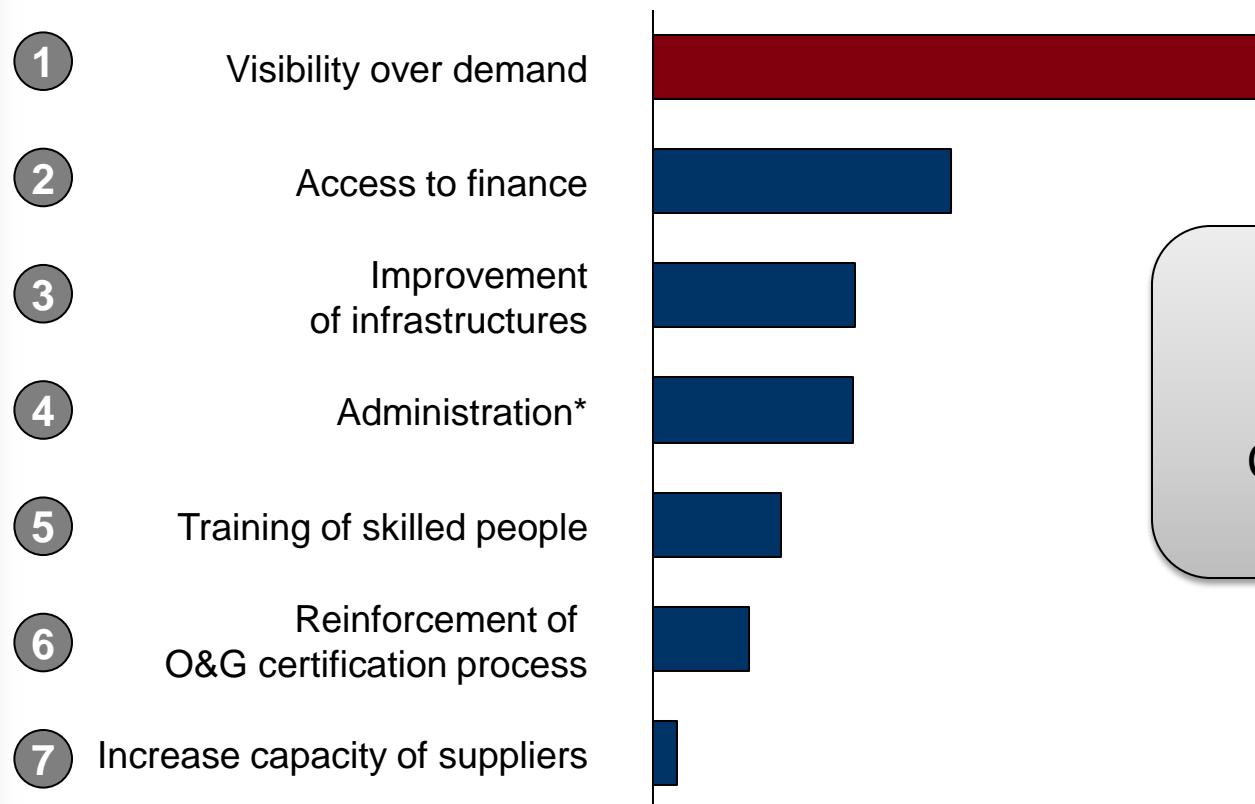 1 Visibility over demand
2 Access to finance
3 Improvement
of infrastructures
4 Administration*
5 Training of skilled people
6 Reinforcement of
O&G certification process
7 Increase capacity of suppliers